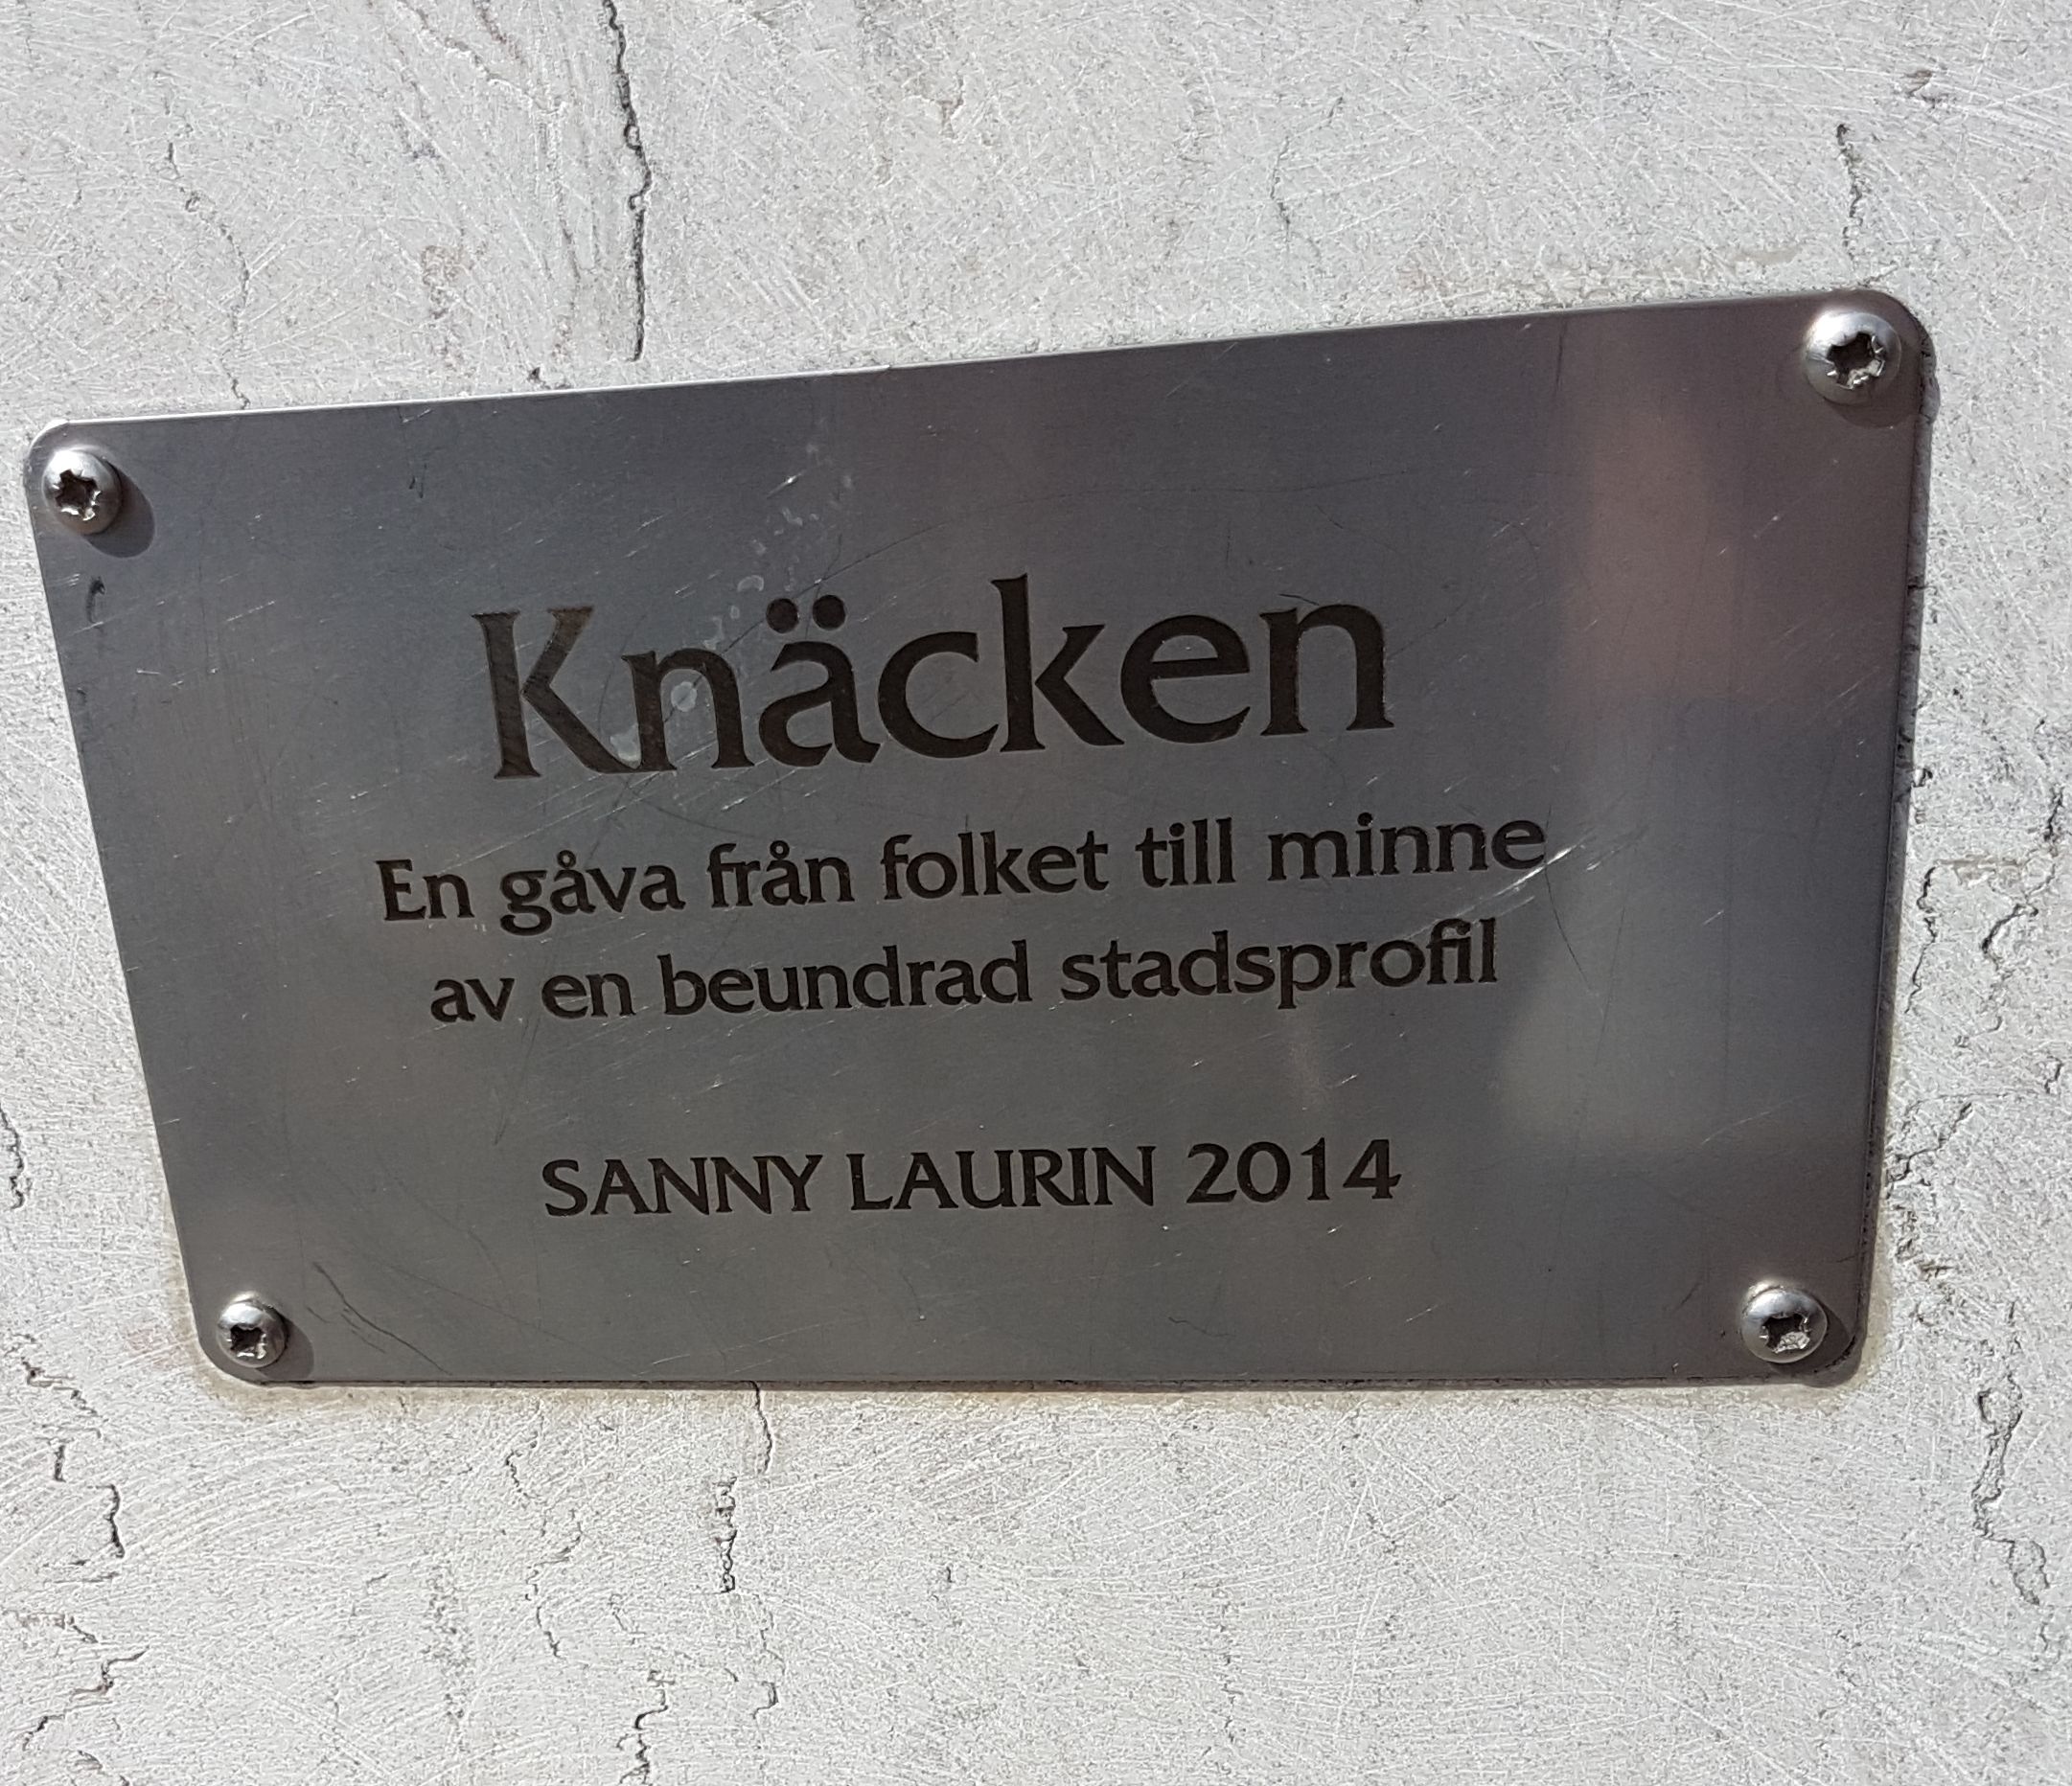 Knäcken
En gåva från folket till minne
av en beundrad stadsprofil
SANNY LAURIN 2014